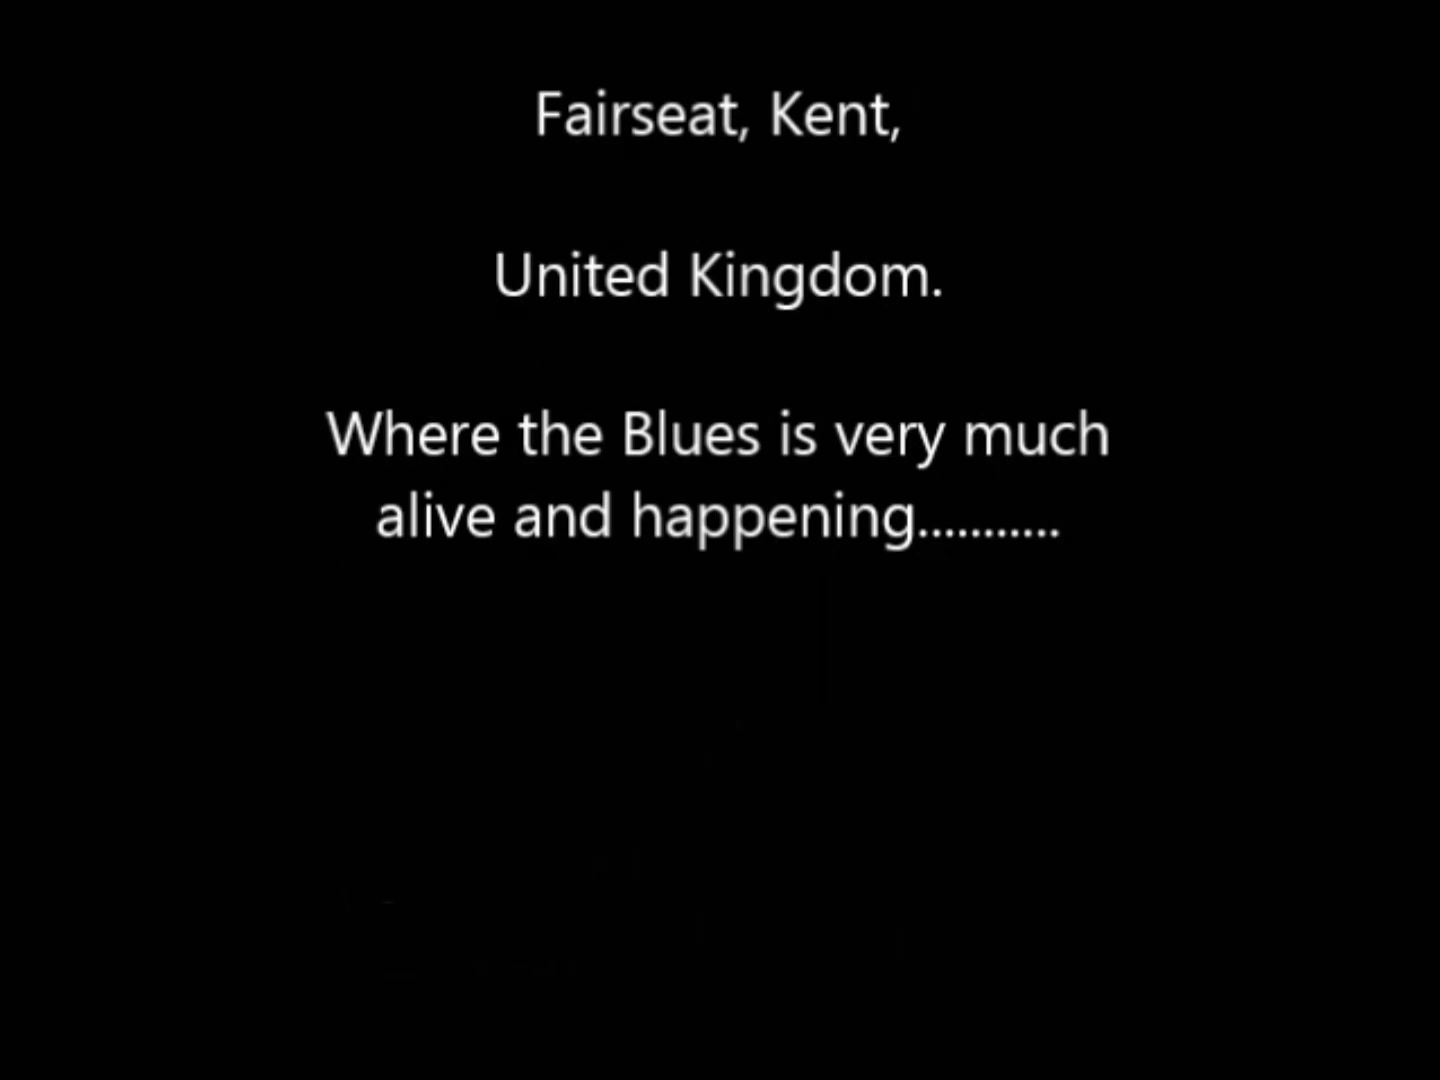 Fairseat, Kent,
United Kingdom.
Where the Blues is very much
alive and happening...........